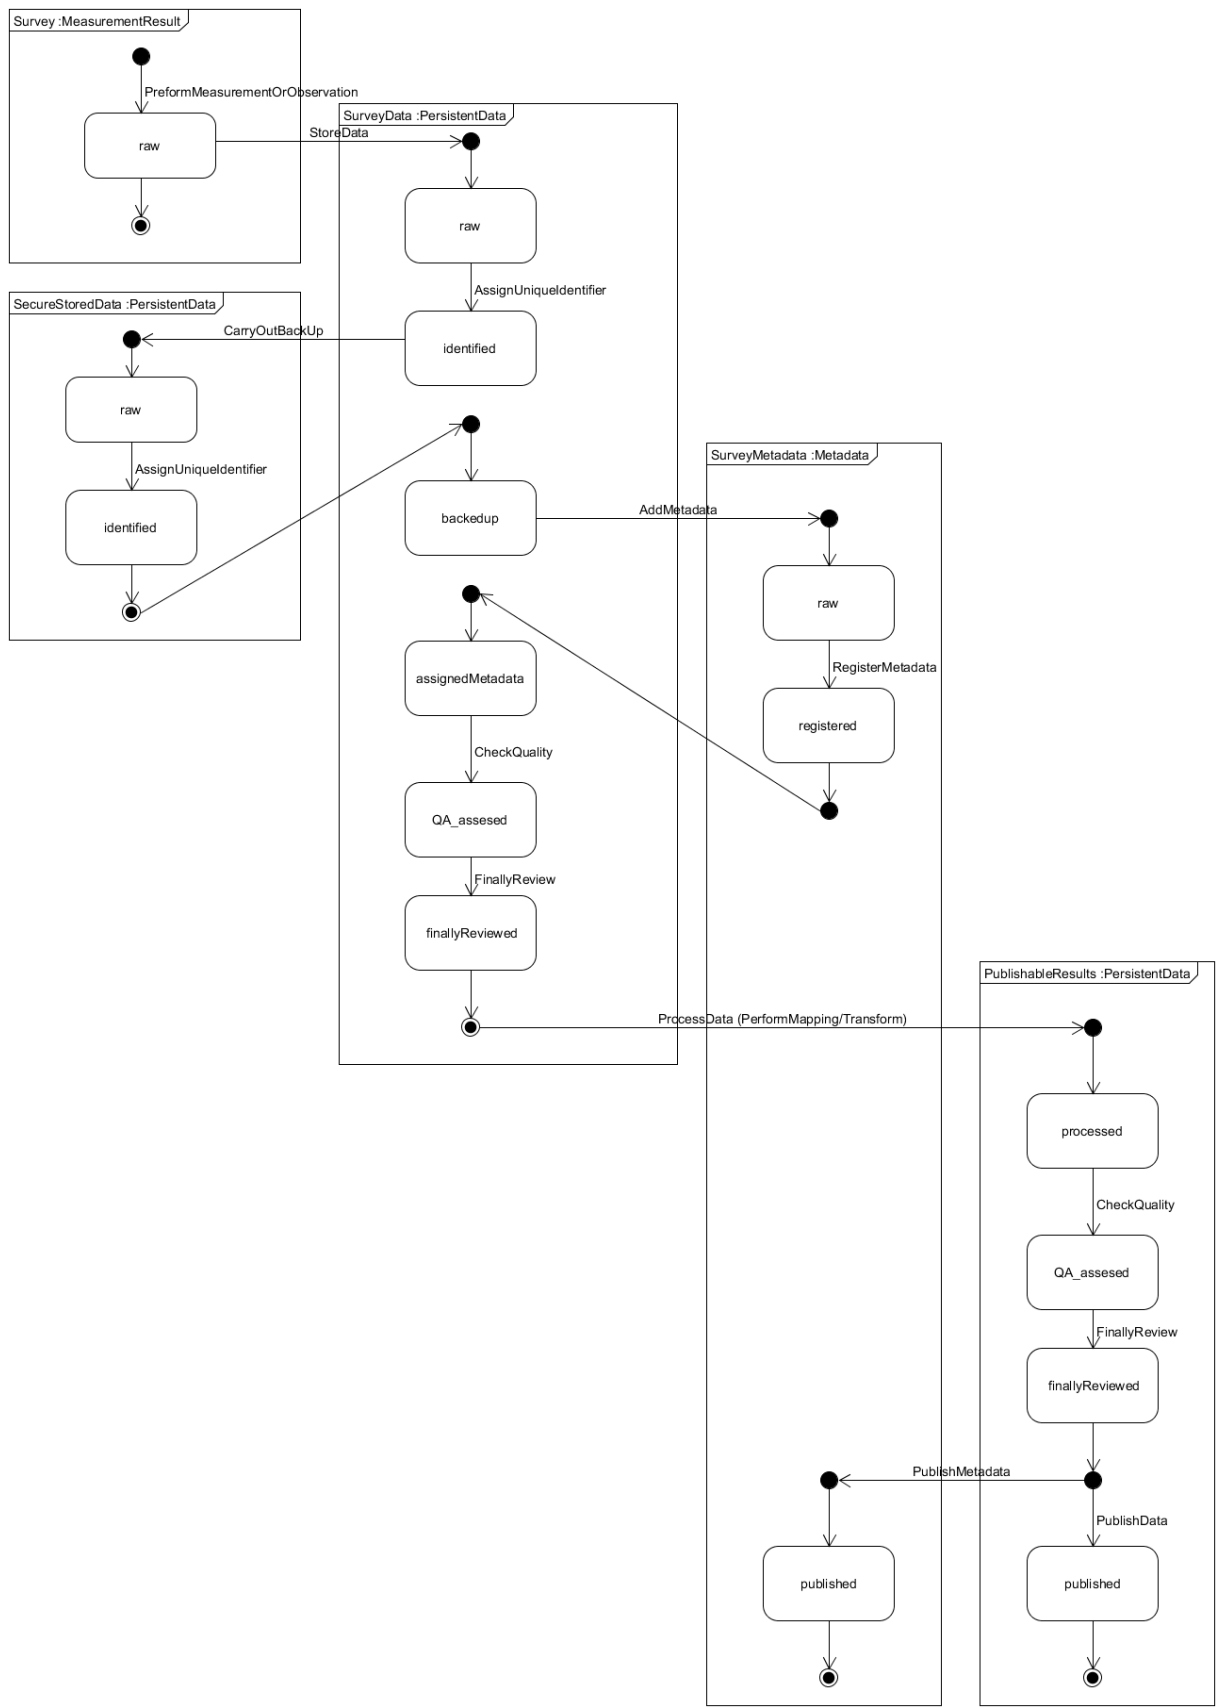 Survey :MeasurementResult
PreformMeasurementOrObservation
raw
StoreData
SurveyData :PersistentData
raw
AssignUniqueIdentifier
identified
CarryOutBackUp
SecureStoredData :PersistentData
raw
AssignUniqueIdentifier
identified
backedup
AddMetadata
SurveyMetadata :Metadata
raw
RegisterMetadata
registered
assignedMetadata
CheckQuality
QA_assesed
FinallyReview
finallyReviewed
ProcessData (PerformMapping/Transform)
PublishableResults :PersistentData
processed
CheckQuality
QA_assesed
FinallyReview
finallyReviewed
PublishMetadata
PublishData
published
published